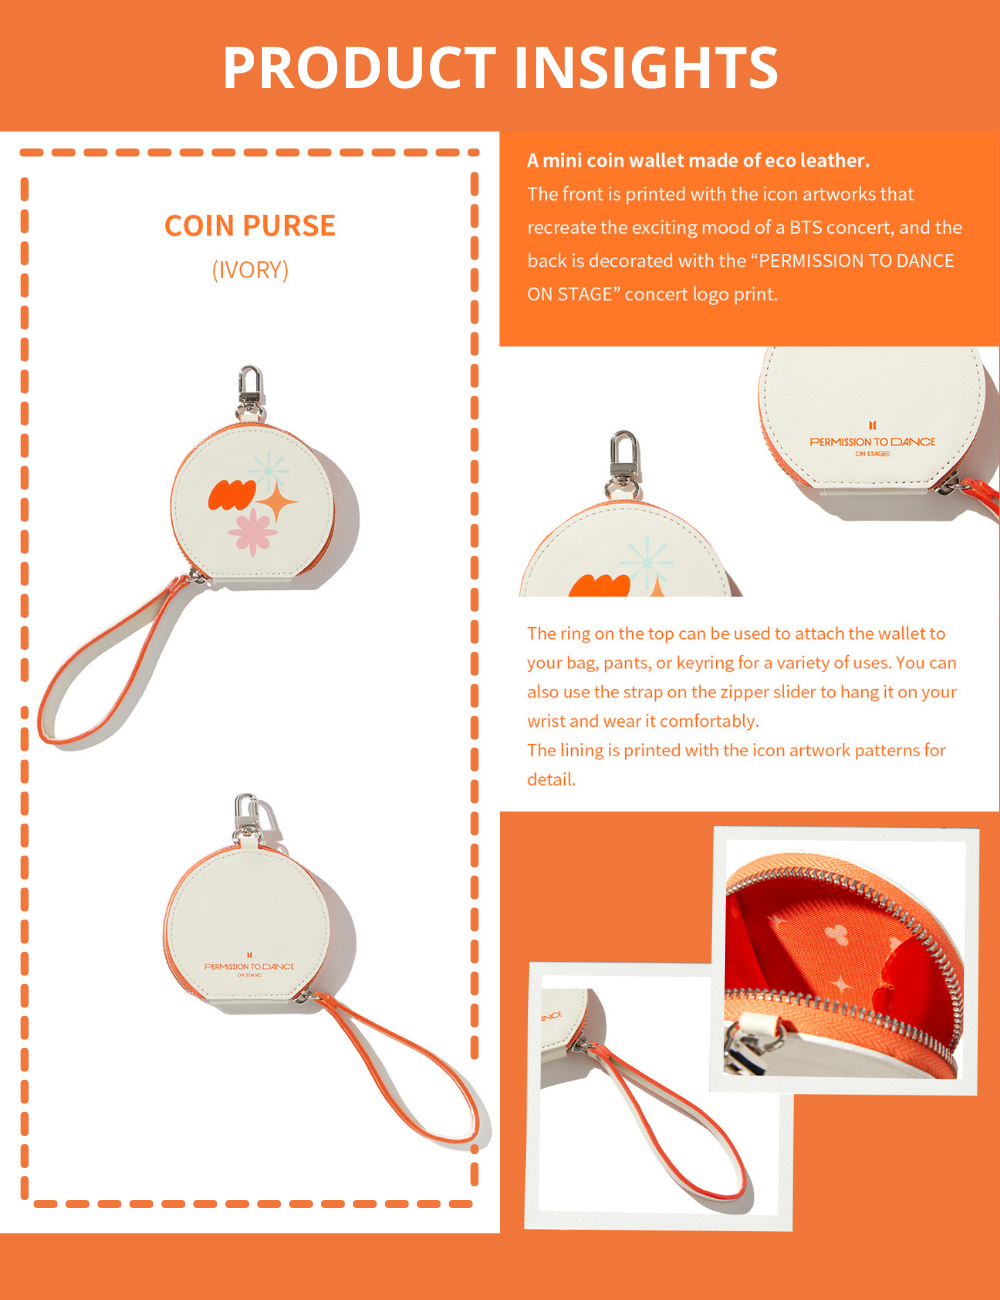 PRODUCT INSIGHTS
COIN PURSE
(IVORY)
PERMISSION TO DANCE
ON STAGE
A mini coin wallet made of eco leather.
The front is printed with the icon artworks that
recreate the exciting mood of a BTS concert, and the
back is decorated with the “PERMISSION TO DANCE
ON STAGE” concert logo print.
PERMISSION TO DANCE
ON STAGE
The ring on the top can be used to attach the wallet to
your bag, pants, or keyring for a variety of uses. You can
also use the strap on the zipper slider to hang it on your
wrist and wear it comfortably.
The lining is printed with the icon artwork patterns for
detail.
ANCE